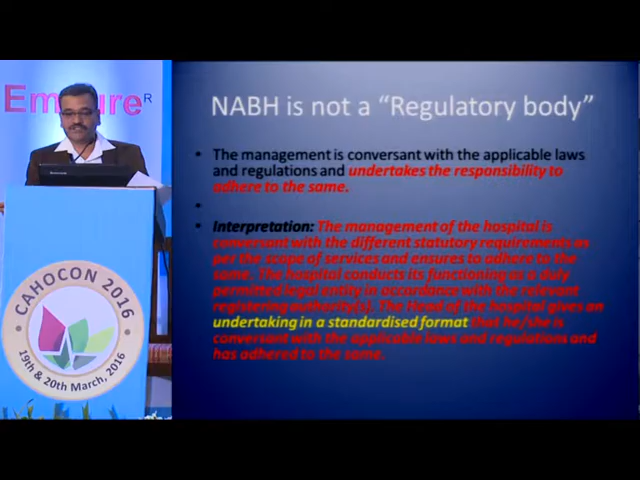 Em ure R
NABH is not a “Regulatory body”
• The management is conversant with the applicable laws
and regulations and undertakes the responsibility to
adhere to the same.
•
• Interpretation: The management of the hospital is
conversant with the different statutory requirements as
per the scope of services and ensures to adhere to the
same. The hospital conducts its functioning as a duly
permitted legal entity in accordance with the relevant
registering authority(s). The Head of the hospital gives an
undertaking in a standardised format that he/she is
conversant with the applicable laws and regulations and
has adhered to the same.
CAHOCON 2016
19th & 20th March, 2016